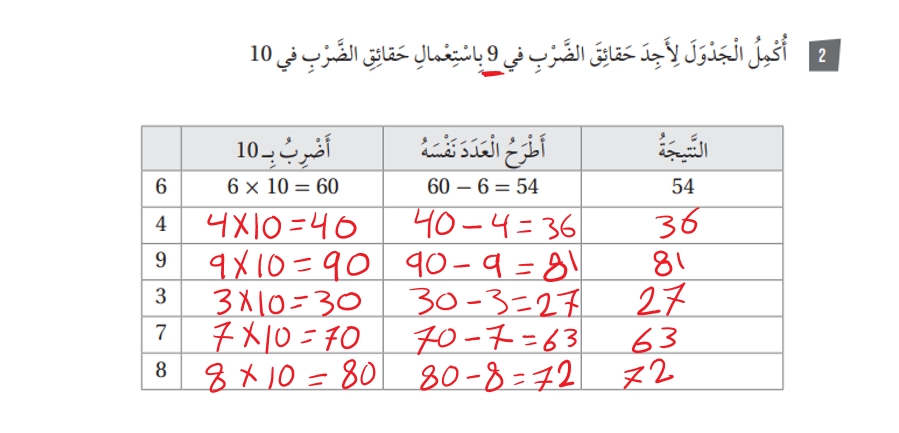 2 أُكْمِلُ الْجَدْوَلَ لِأَجِدَ حَقائِقَ الضَّرْبِ في 9 بِاسْتِعْمالِ حَقائِقِ الضَّرْبِ في 10
أَضْرِبُ بِـ 10 أَطْرَحُ الْعَدَدَ نَفْسَهُ النَّتيجَةُ
6 6 × 10 = 60 60 – 6 = 54 54
4 4×10=40 40-4=36 36
9 9×10=90 90-9=81 81
3 3×10=30 30-3=27 27
7 7×10=70 70-7=63 63
8 8×10=80 80-8=72 72